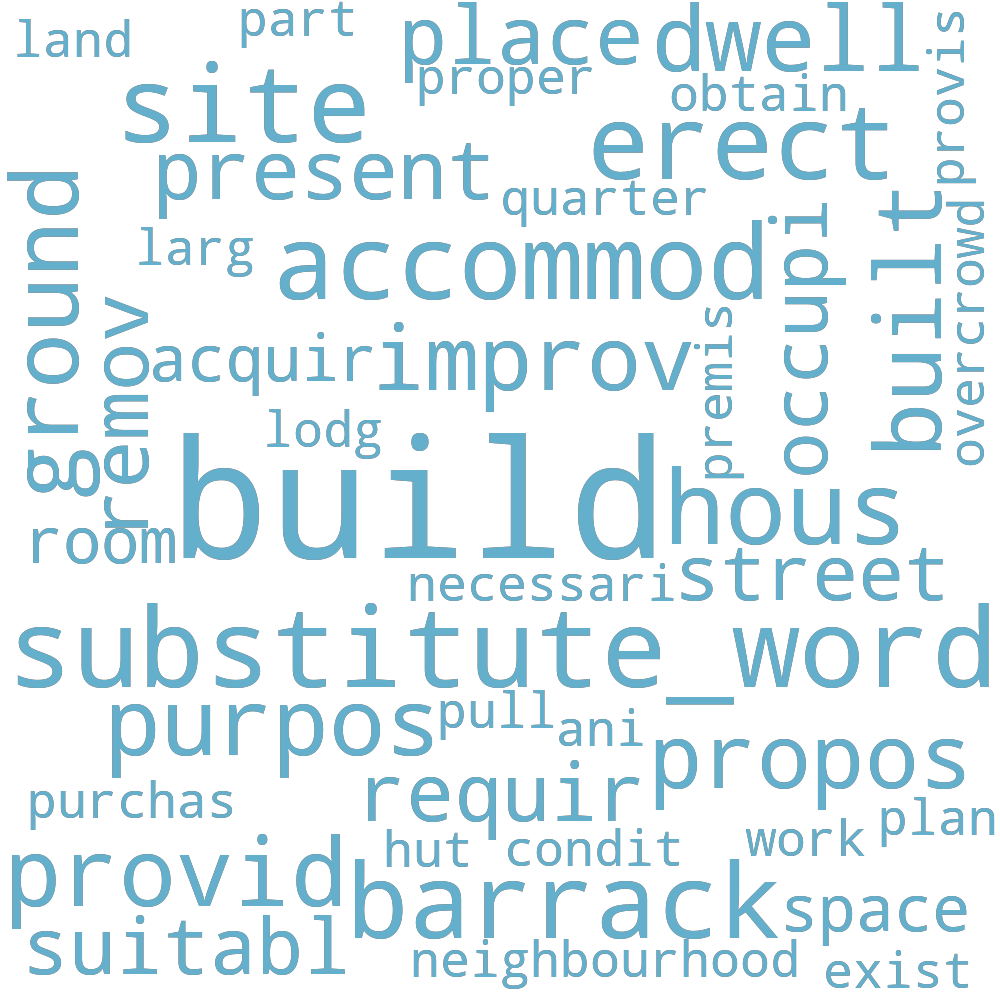 land
part
place
dwell
provis
proper
site
obtain
erect
present
quarter
ground
larg
accommod
occupi
built
overcrowd
remov
acquir
improv
premis
lodg
build
hous
room
necessari
street
substitute_word
purpos
pull
ani
propos
requir
purchas
plan
work
provid
hut
condit
barrack
space
suitabl
neighbourhood
exist